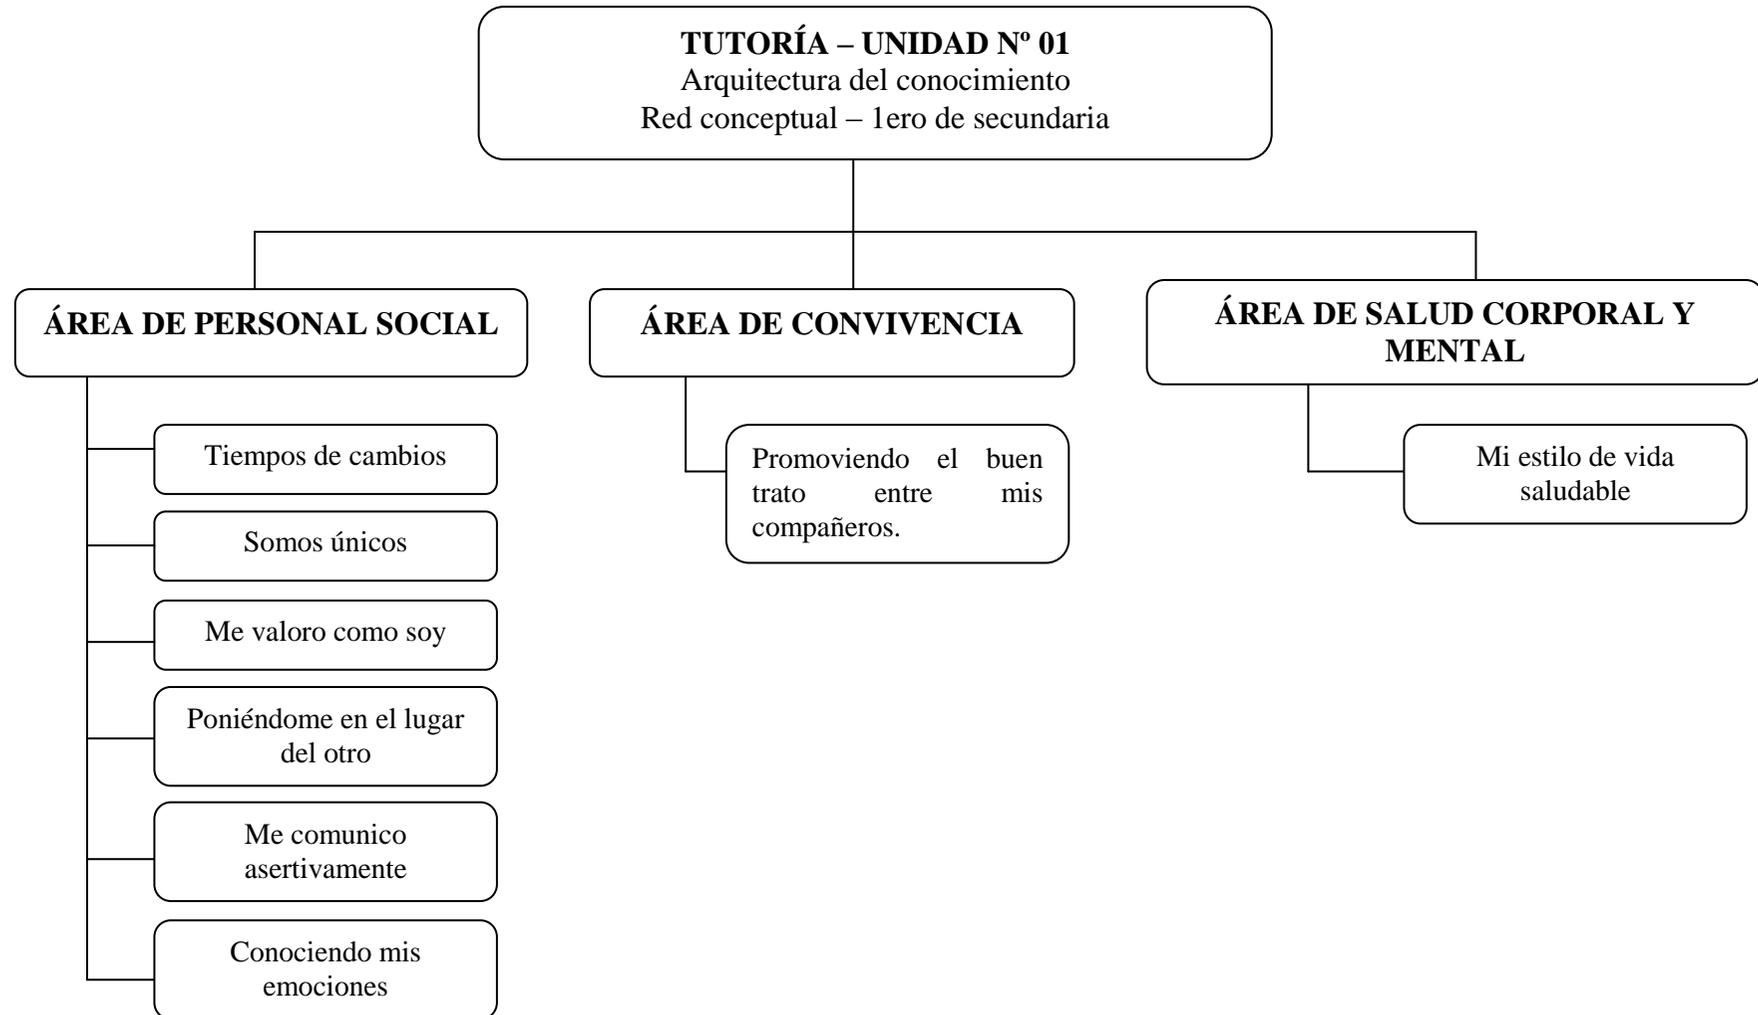 TUTORÍA – UNIDAD Nº 01
Arquitectura del conocimiento
Red conceptual – 1ero de secundaria
ÁREA DE PERSONAL SOCIAL
Tiempos de cambios
Somos únicos
Me valoro como soy
Poniéndome en el lugar
del otro
Me comunico
asertivamente
Conociendo mis
emociones
ÁREA DE CONVIVENCIA
Promoviendo el buen
trato entre mis
compañeros.
ÁREA DE SALUD CORPORAL Y
MENTAL
Mi estilo de vida
saludable